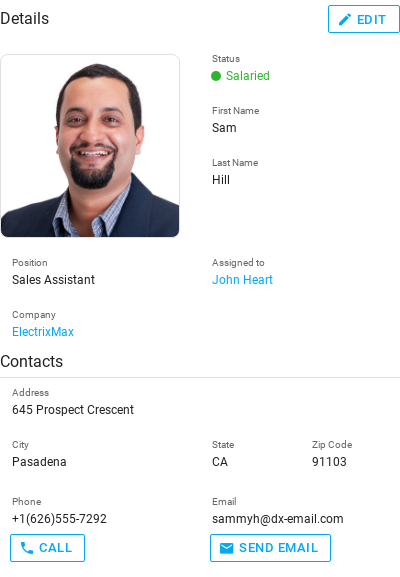 Details
EDIT
Status
Salaried
First Name
Sam
Last Name
Hill
Position
Sales Assistant
Assigned to
John Heart
Company
ElectrixMax
Contacts
Address
645 Prospect Crescent
City
Pasadena
State
CA
Zip Code
91103
Phone
+1(626)555-7292
Email
sammyh@dx-email.com
CALL
SEND EMAIL